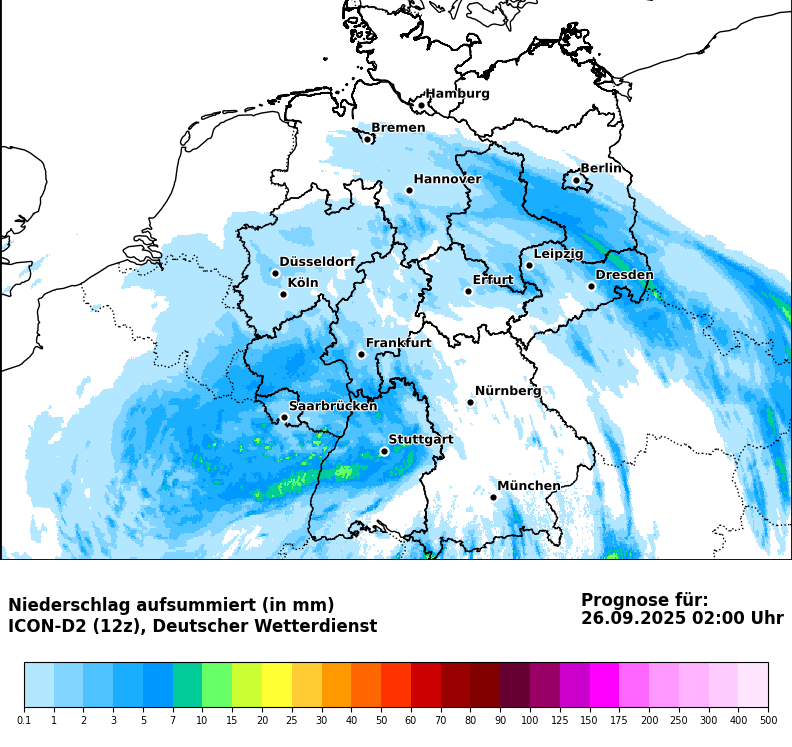 Hamburg
Bremen
Berlin
Hannover
Leipzig
Düsseldorf
Dresden
Köln
Erfurt
Frankfurt
Nürnberg
Saarbrücken
Stuttgart
München
Niederschlag aufsummiert (in mm)
ICON-D2 (12z), Deutscher Wetterdienst
Prognose für:
26.09.2025 02:00 Uhr
0.1 1 2 3 5 7 10 15 20 25 30 40 50 60 70 80 90 100 125 150 175 200 250 300 400 500